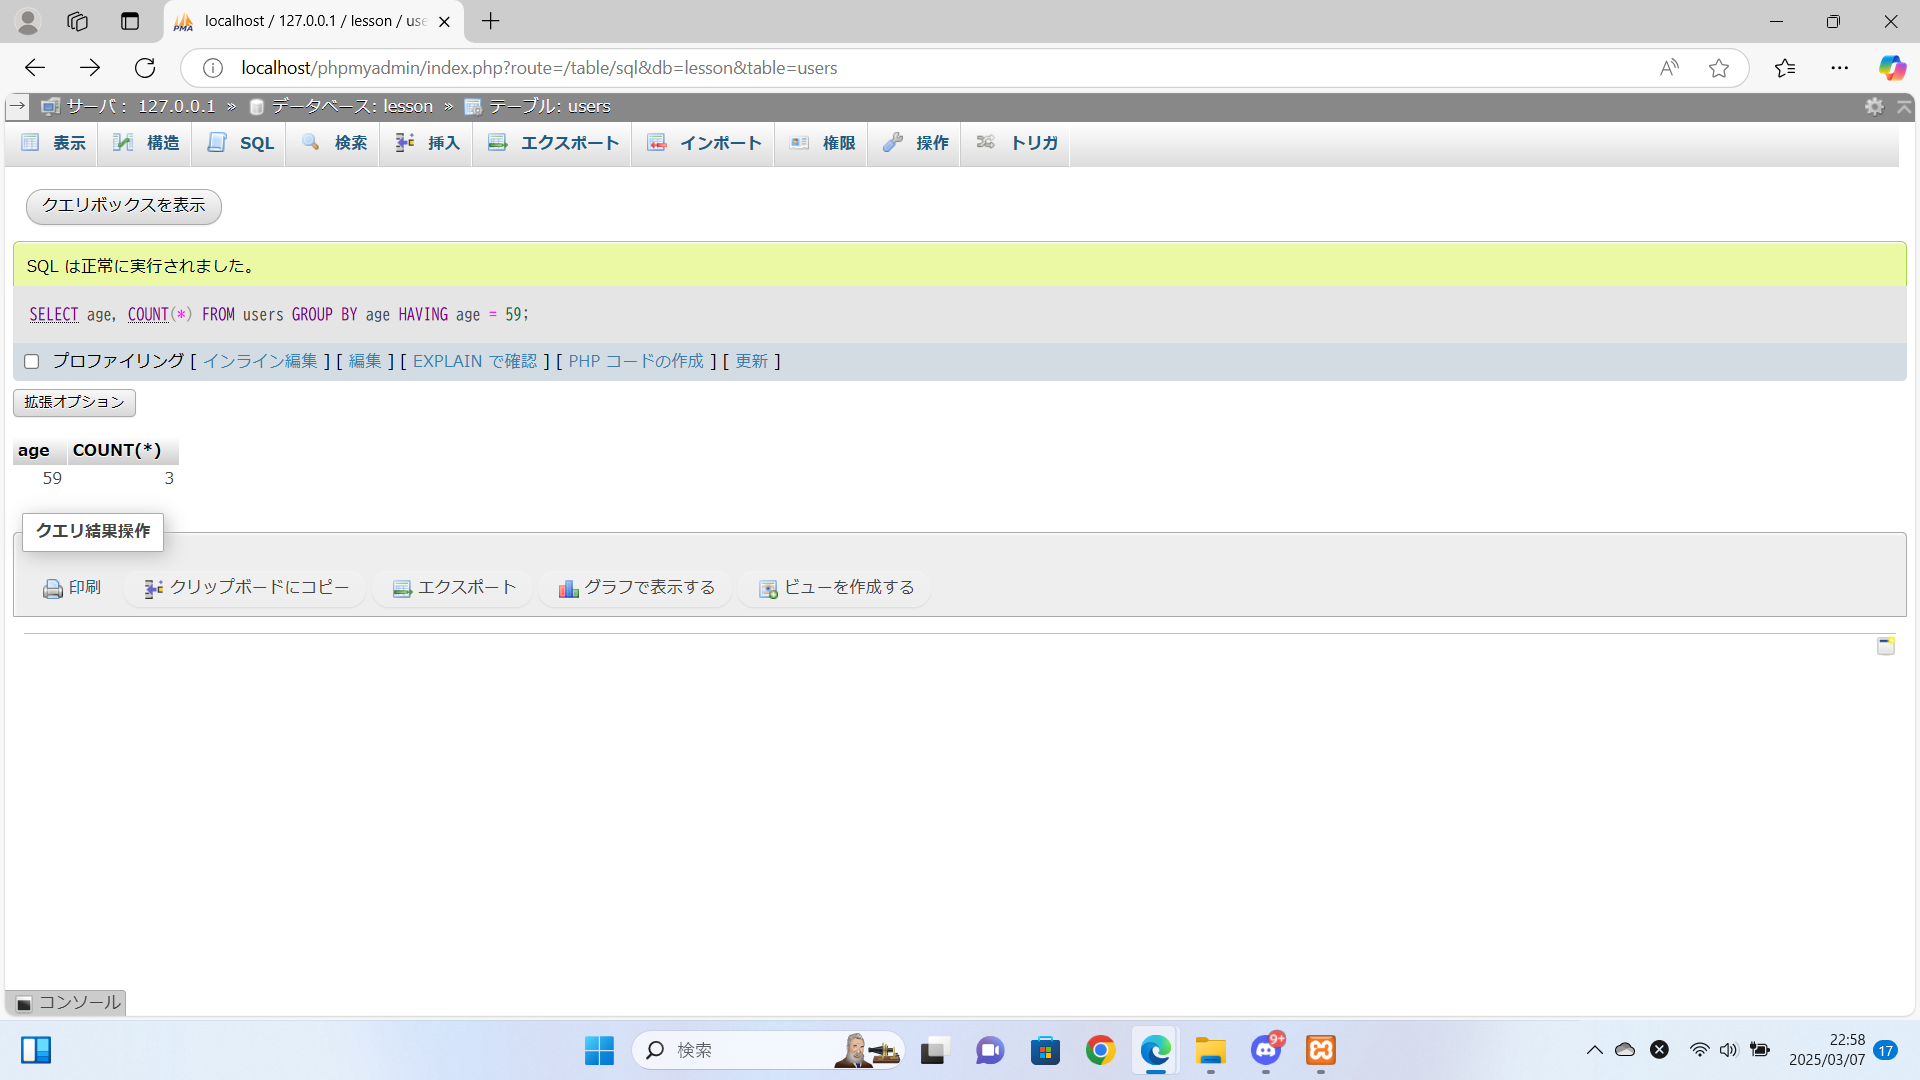 localhost / 127.0.0.1 / lesson / use
localhost/phpmyadmin/index.php?route=/table/sql&db=lesson&table=users
サーバ: 127.0.0.1 » データベース: lesson » テーブル: users
表示 構造 SQL 検索 挿入 エクスポート インポート 権限 操作 トリガ
クエリボックスを表示
SQL は正常に実行されました。
SELECT age, COUNT(*) FROM users GROUP BY age HAVING age = 59;
プロファイリング [ インライン編集 ] [ 編集 ] [ EXPLAIN で確認 ] [ PHP コードの作成 ] [ 更新 ]
拡張オプション
age COUNT(*)
59 3
クエリ結果操作
印刷 クリップボードにコピー エクスポート グラフで表示する ビューを作成する
コンソール
検索
9+
22:58
2025/03/07
17